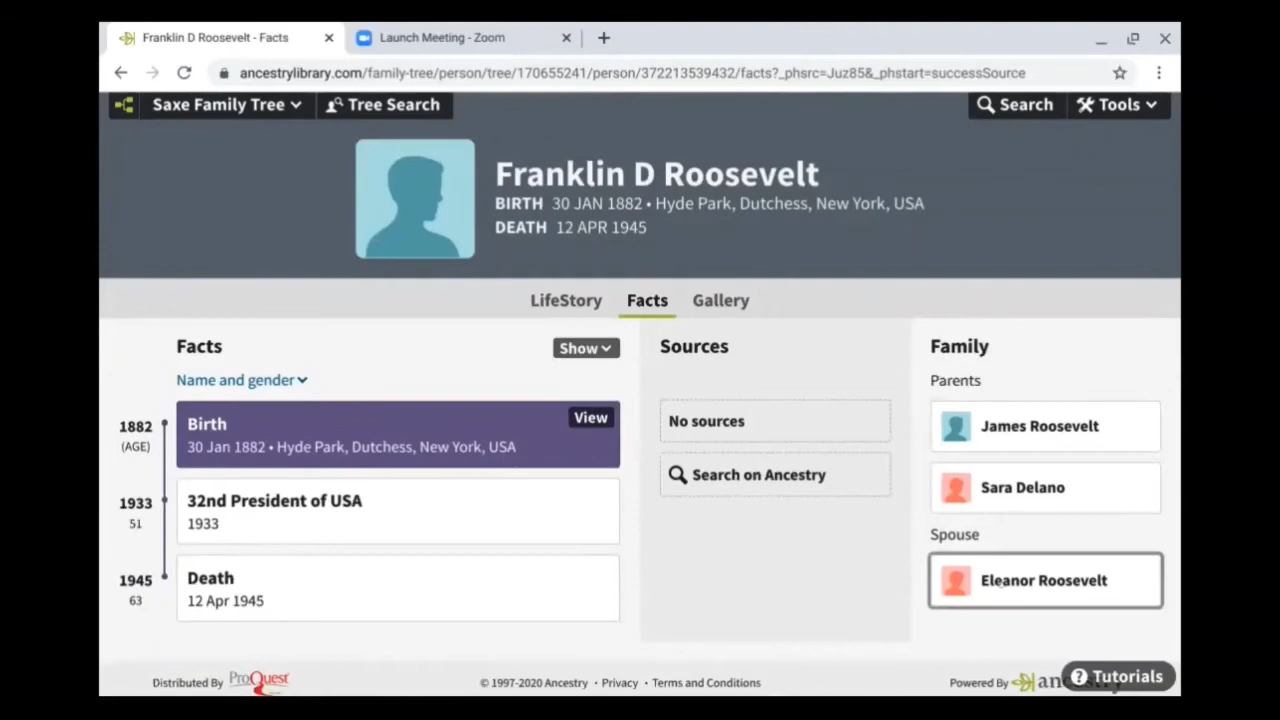 Franklin D Roosevelt - Facts
Launch Meeting - Zoom
ancestrylibrary.com/family-tree/person/tree/170655241/person/372213539432/facts?_phsrc=Juz85&_phstart=successSource
Saxe Family Tree
Tree Search
Search
Tools
Franklin D Roosevelt
BIRTH 30 JAN 1882 • Hyde Park, Dutchess, New York, USA
DEATH 12 APR 1945
LifeStory
Facts
Gallery
Facts
Show
Name and gender
1882
(AGE)
Birth
View
30 Jan 1882 • Hyde Park, Dutchess, New York, USA
1933
51
32nd President of USA
1933
1945
63
Death
12 Apr 1945
Sources
No sources
Search on Ancestry
Family
Parents
James Roosevelt
Sara Delano
Spouse
Eleanor Roosevelt
Distributed By ProQuest
© 1997-2020 Ancestry • Privacy • Terms and Conditions
Powered By
Tutorials